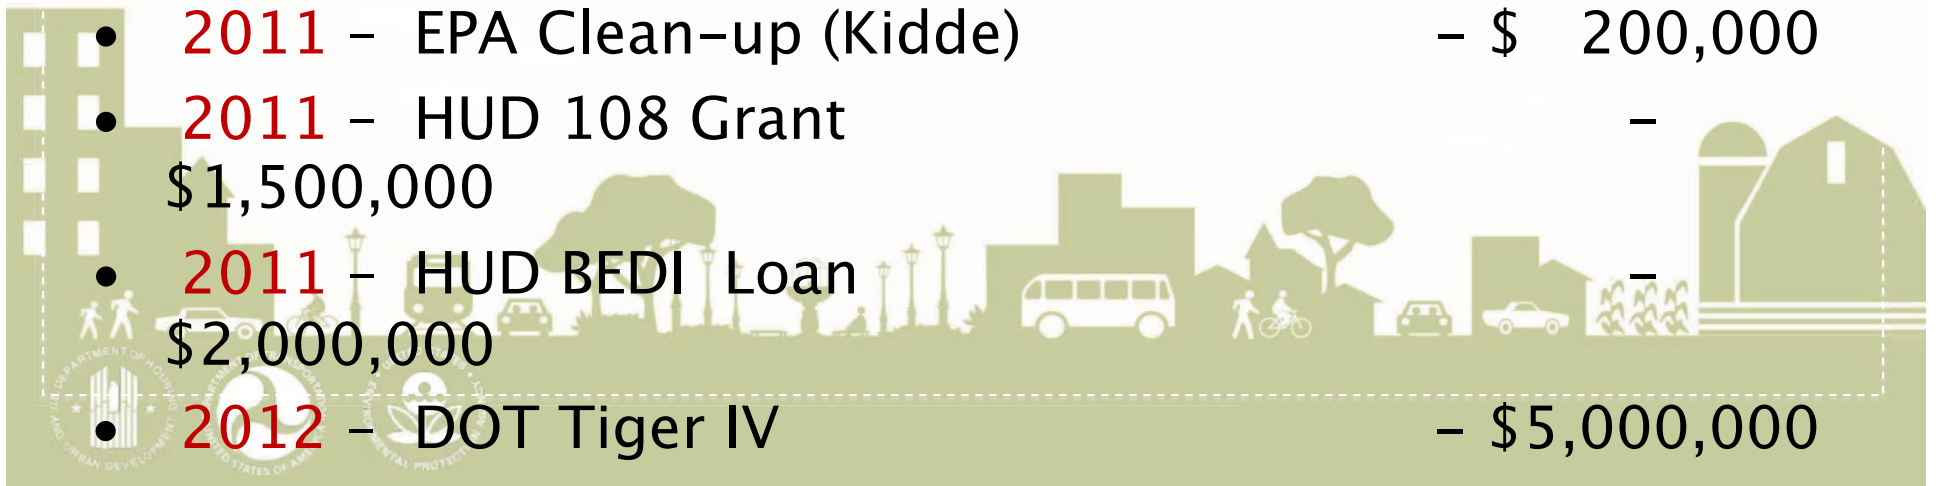 • 2011 – EPA Clean-up (Kidde) – $ 200,000
• 2011 – HUD 108 Grant –
$1,500,000
• 2011 – HUD BEDI Loan –
$2,000,000
• 2012 – DOT Tiger IV – $5,000,000